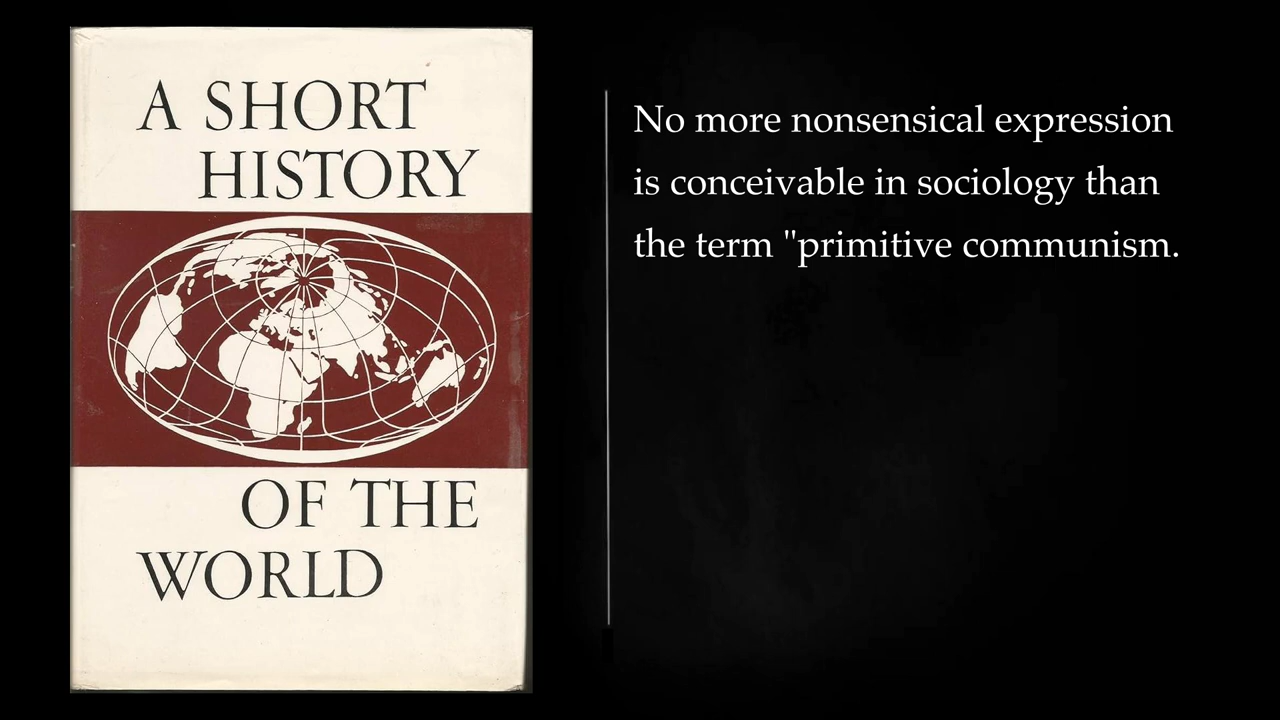 A SHORT
HISTORY
OF THE
WORLD
No more nonsensical expression
is conceivable in sociology than
the term "primitive communism.